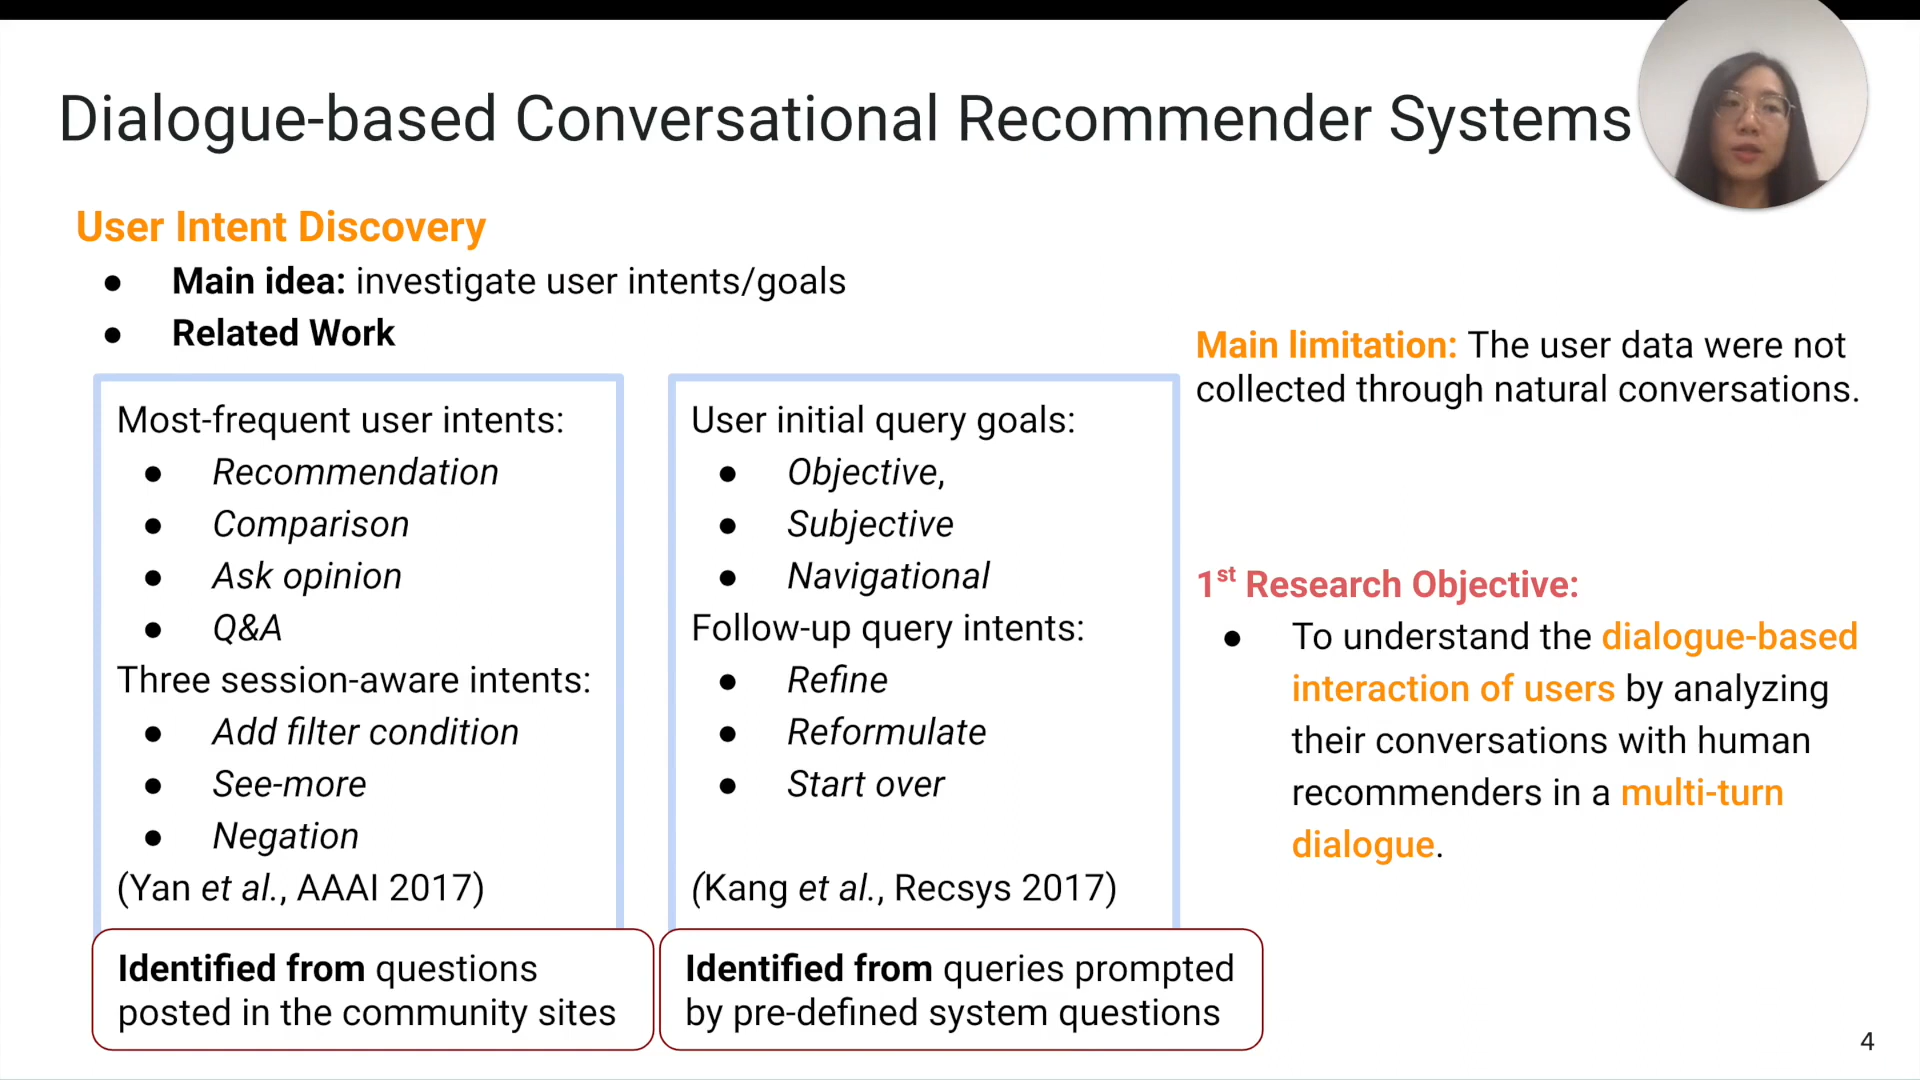 Dialogue-based Conversational Recommender Systems
User Intent Discovery
● Main idea: investigate user intents/goals
● Related Work
Most-frequent user intents:
● Recommendation
● Comparison
● Ask opinion
● Q&A
Three session-aware intents:
● Add filter condition
● See-more
● Negation
(Yan et al., AAAI 2017)
Identified from questions
posted in the community sites
User initial query goals:
● Objective,
● Subjective
● Navigational
Follow-up query intents:
● Refine
● Reformulate
● Start over
(Kang et al., Recsys 2017)
Identified from queries prompted
by pre-defined system questions
Main limitation: The user data were not
collected through natural conversations.
1st Research Objective:
● To understand the dialogue-based
interaction of users by analyzing
their conversations with human
recommenders in a multi-turn
dialogue.
4